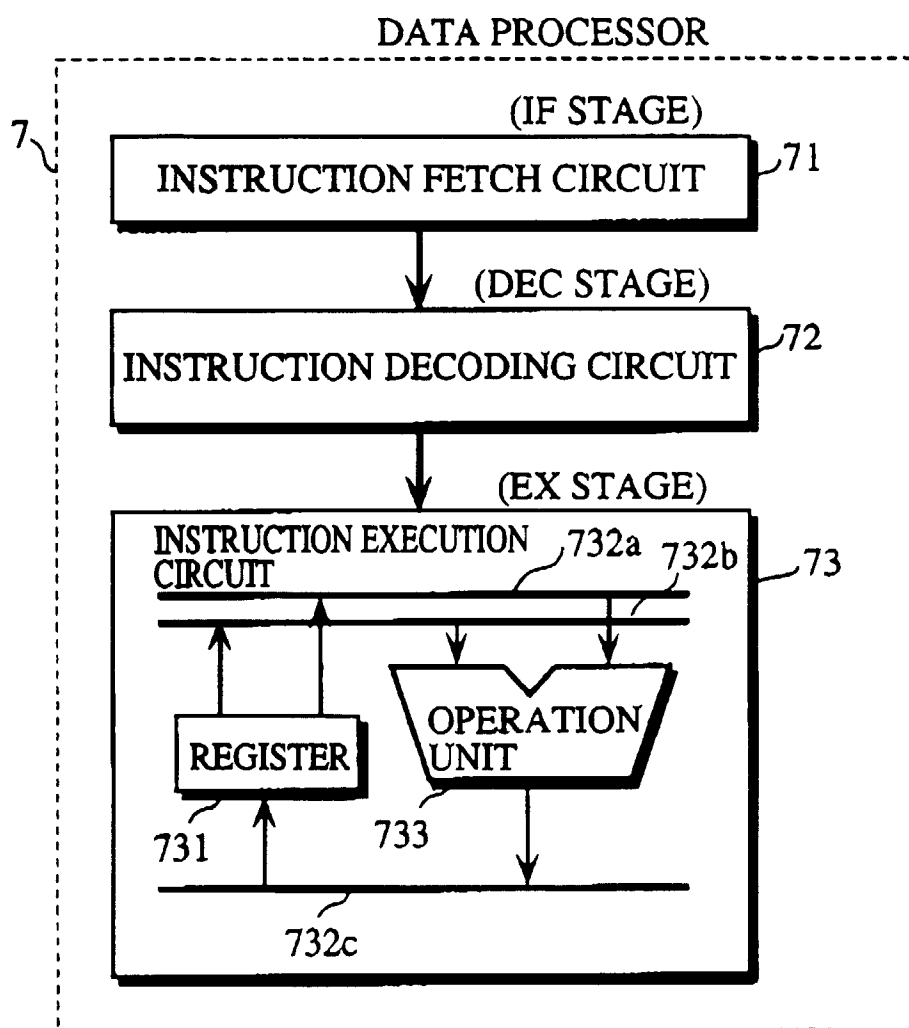 DATA PROCESSOR
7
(IF STAGE)
INSTRUCTION FETCH CIRCUIT
71
(DEC STAGE)
INSTRUCTION DECODING CIRCUIT
72
(EX STAGE)
INSTRUCTION EXECUTION
CIRCUIT
732a
732b
73
REGISTER
OPERATION
UNIT
731
733
732c